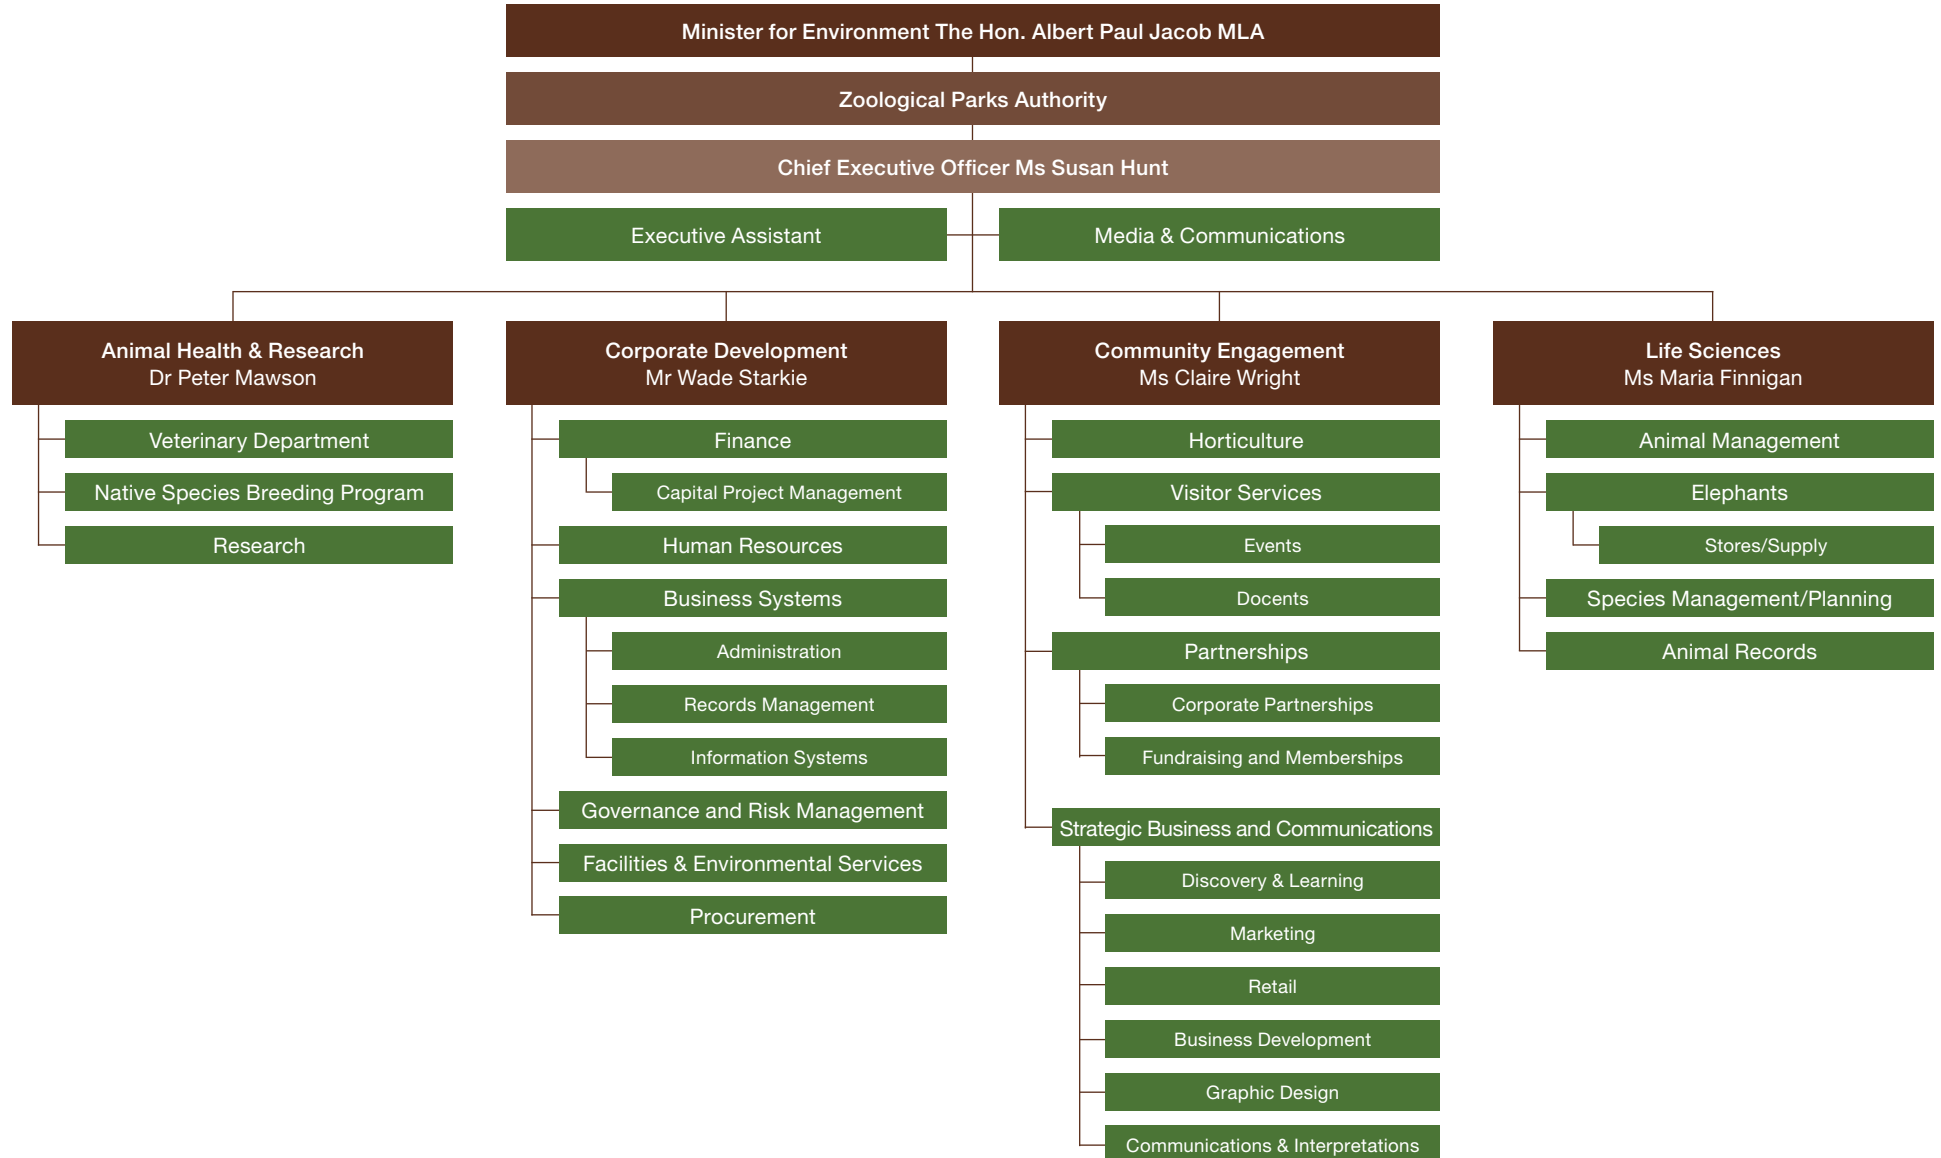 Minister for Environment The Hon. Albert Paul Jacob MLA
Zoological Parks Authority
Chief Executive Officer Ms Susan Hunt
Executive Assistant
Media & Communications
Animal Health & Research
Dr Peter Mawson
Veterinary Department
Native Species Breeding Program
Research
Corporate Development
Mr Wade Starkie
Finance
Capital Project Management
Human Resources
Business Systems
Administration
Records Management
Information Systems
Governance and Risk Management
Facilities & Environmental Services
Procurement
Community Engagement
Ms Claire Wright
Horticulture
Visitor Services
Events
Docents
Partnerships
Corporate Partnerships
Fundraising and Memberships
Strategic Business and Communications
Discovery & Learning
Marketing
Retail
Business Development
Graphic Design
Communications & Interpretations
Life Sciences
Ms Maria Finnigan
Animal Management
Elephants
Stores/Supply
Species Management/Planning
Animal Records